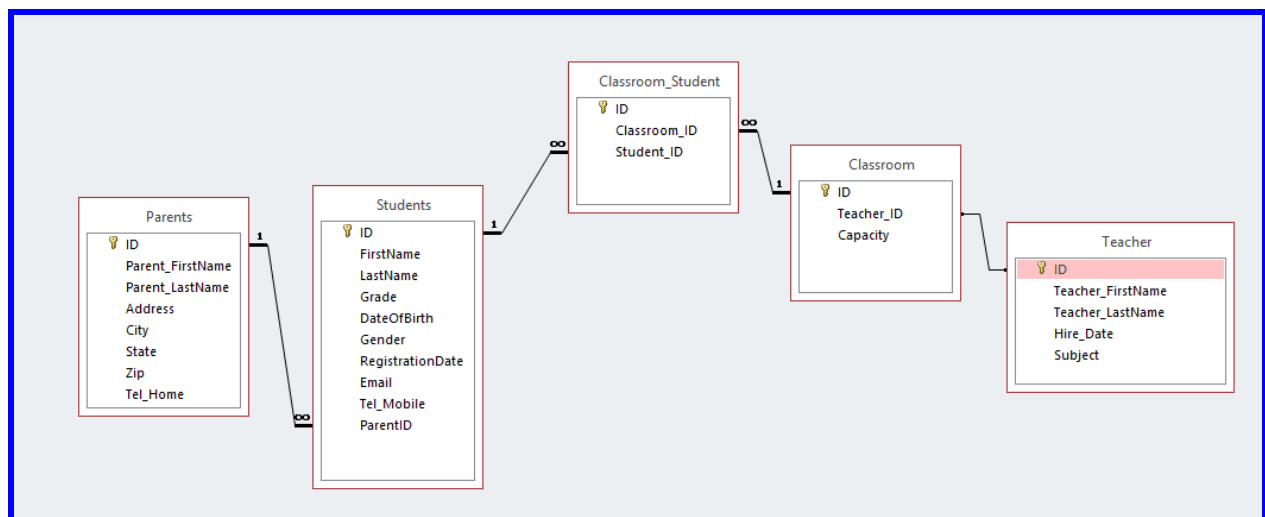 Parents
ID
Parent_FirstName
Parent_LastName
Address
City
State
Zip
Tel_Home
1
∞
Students
ID
FirstName
LastName
Grade
DateOfBirth
Gender
RegistrationDate
Email
Tel_Mobile
ParentID
1
∞
Classroom_Student
ID
Classroom_ID
Student_ID
∞
1
Classroom
ID
Teacher_ID
Capacity
Teacher
ID
Teacher_FirstName
Teacher_LastName
Hire_Date
Subject